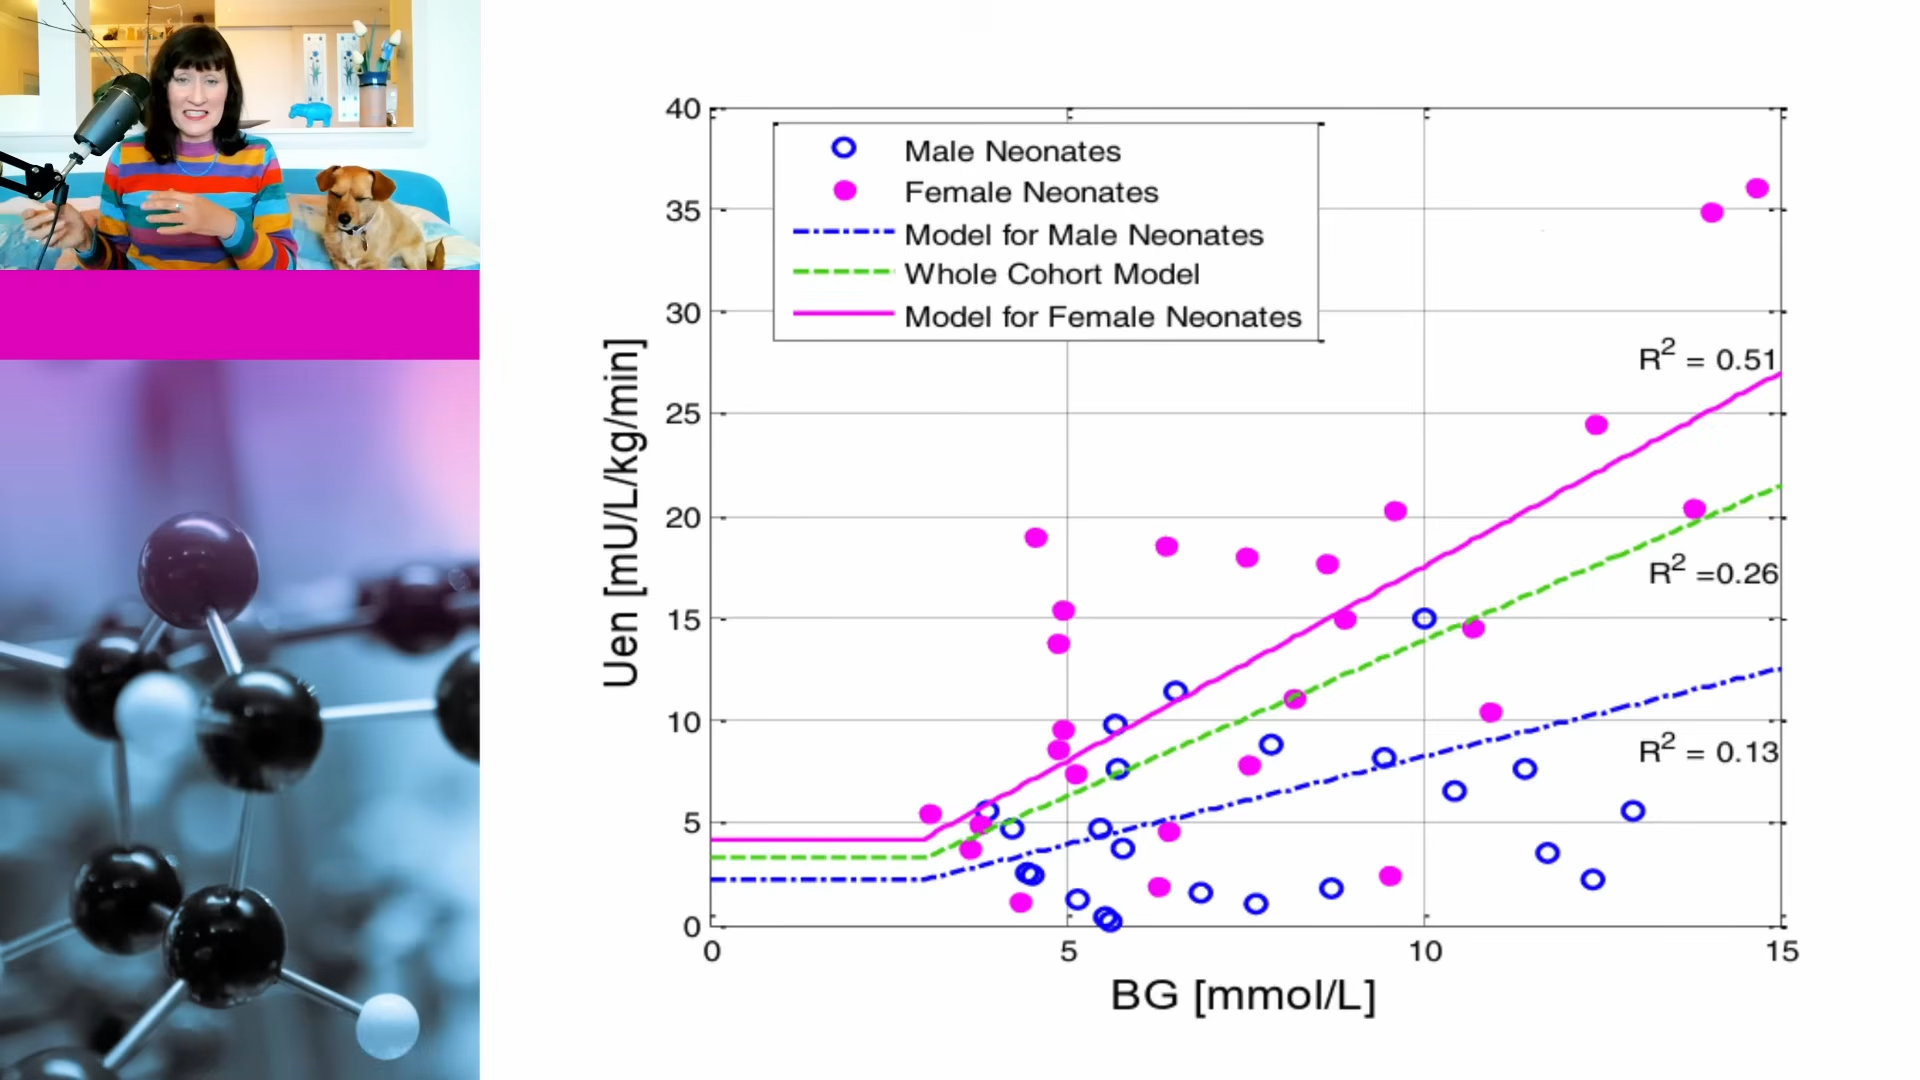 40
35
30
25
20
15
10
5
0
0
5
10
15
Uen [mU/L/kg/min]
BG [mmol/L]
Male Neonates
Female Neonates
Model for Male Neonates
Whole Cohort Model
Model for Female Neonates
R² = 0.51
R² =0.26
R² = 0.13